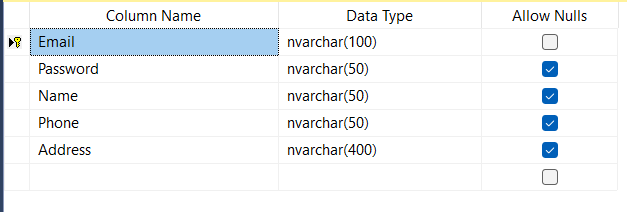 Column Name Data Type Allow Nulls
Email nvarchar(100)
Password nvarchar(50)
Name nvarchar(50)
Phone nvarchar(50)
Address nvarchar(400)